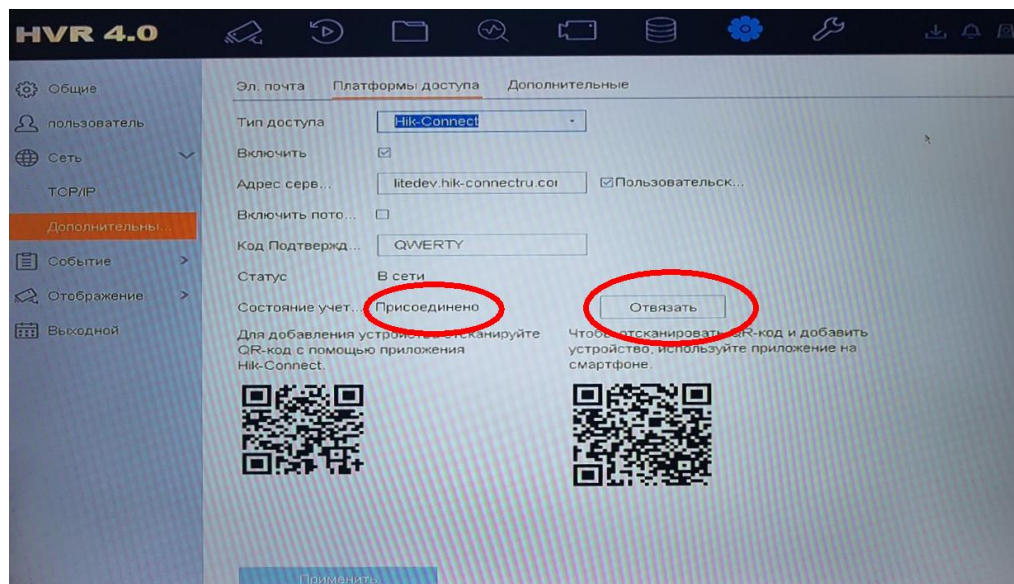 HVR 4.0
Общие
пользователь
Сеть
TCP/IP
Дополнительны...
Событие
Отображение
Выходной
Эл. почта Платформы доступа Дополнительные
Тип доступа Hik-Connect
Включить
Адрес серв... litedev.hik-connectru.con Пользовательск...
Включить пото...
Код Подтвержд... QWERTY
Статус В сети
Состояние учет... Присоединено Отвязать
Для добавления устройства отсканируйте
QR-код с помощью приложения
Hik-Connect.
Чтобы отсканировать QR-код и добавить
устройство, используйте приложение на
смартфоне.
Применить